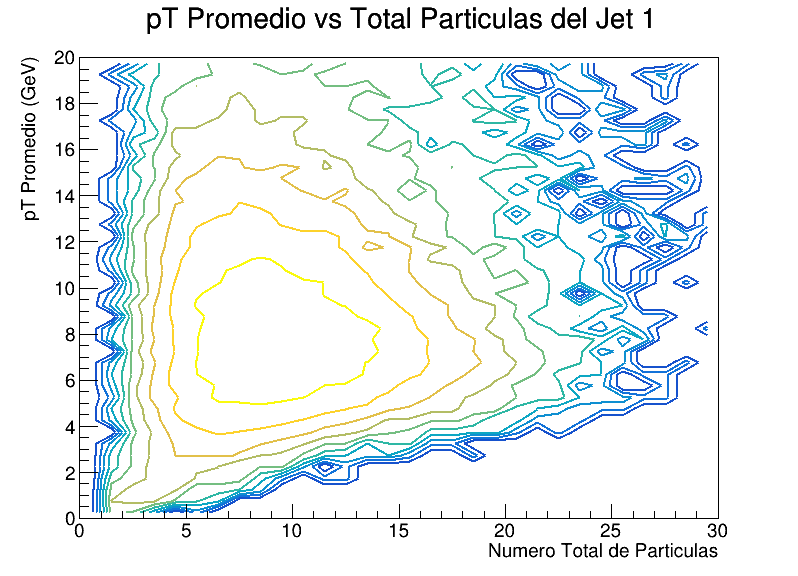 pT Promedio vs Total Particulas del Jet 1
pT Promedio (GeV)
20
18
16
14
12
10
8
6
4
2
0
0 5 10 15 20 25 30
Numero Total de Particulas